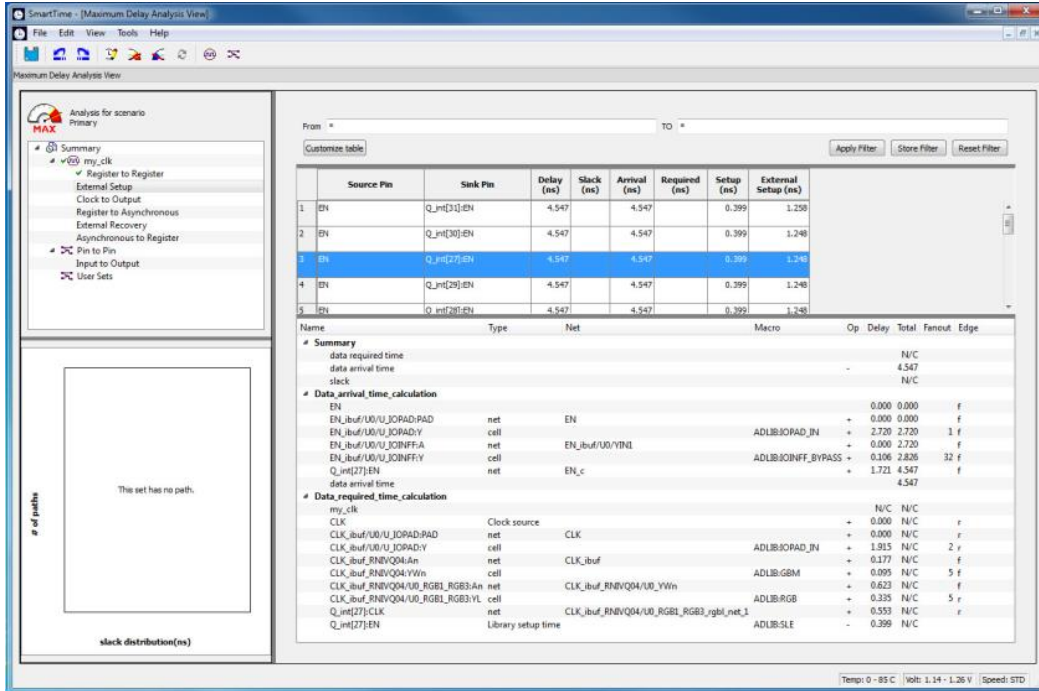 SmartTime - [Maximum Delay Analysis View]
File Edit View Tools Help
Maximum Delay Analysis View
MAX
Analysis for scenario
Primary
Summary
my_clk
Register to Register
External Setup
Clock to Output
Register to Asynchronous
External Recovery
Asynchronous to Register
Pin to Pin
Input to Output
User Sets
# of paths
This set has no path.
slack distribution(ns)
From * TO *
Customize table Apply Filter Store Filter Reset Filter
Source Pin Sink Pin Delay (ns) Slack (ns) Arrival (ns) Required (ns) Setup (ns) External Setup (ns)
1 EN Q_int[31]:EN 4.547 4.547 0.399 1.258
2 EN Q_int[30]:EN 4.547 4.547 0.399 1.248
3 EN Q_int[27]:EN 4.547 4.547 0.399 1.248
4 EN Q_int[29]:EN 4.547 4.547 0.399 1.248
5 EN Q_int[28]:EN 4.547 4.547 0.399 1.248
Name Type Net Macro Op Delay Total Fanout Edge
Summary
data required time N/C
data arrival time - 4.547
slack N/C
Data_arrival_time_calculation
EN 0.000 0.000 f
EN_ibuf/U0/U_IOPAD:PAD net EN + 0.000 0.000 f
EN_ibuf/U0/U_IOPAD:Y cell ADLIB:IOPAD_IN + 2.720 2.720 1 f
EN_ibuf/U0/U_IOINFF:A net EN_ibuf/U0/YIN1 + 0.000 2.720 f
EN_ibuf/U0/U_IOINFF:Y cell ADLIB:IOINFF_BYPASS + 0.106 2.826 32 f
Q_int[27]:EN net EN_c + 1.721 4.547 f
data arrival time 4.547
Data_required_time_calculation
my_clk N/C N/C
CLK Clock source + 0.000 N/C r
CLK_ibuf/U0/U_IOPAD:PAD net CLK + 0.000 N/C r
CLK_ibuf/U0/U_IOPAD:Y cell ADLIB:IOPAD_IN + 1.915 N/C 2 r
CLK_ibuf_RNIVQ04:An net CLK_ibuf + 0.177 N/C f
CLK_ibuf_RNIVQ04:YWn cell ADLIB:GBM + 0.095 N/C 5 f
CLK_ibuf_RNIVQ04/U0_RGB1_RGB3:An net CLK_ibuf_RNIVQ04/U0_YWn + 0.623 N/C f
CLK_ibuf_RNIVQ04/U0_RGB1_RGB3:YL cell ADLIB:RGB + 0.335 N/C 5 r
Q_int[27]:CLK net CLK_ibuf_RNIVQ04/U0_RGB1_RGB3_rgbl_net_1 + 0.553 N/C r
Q_int[27]:EN Library setup time ADLIB:SLE - 0.399 N/C
Temp: 0 - 85 C Volt: 1.14 - 1.26 V Speed: STD